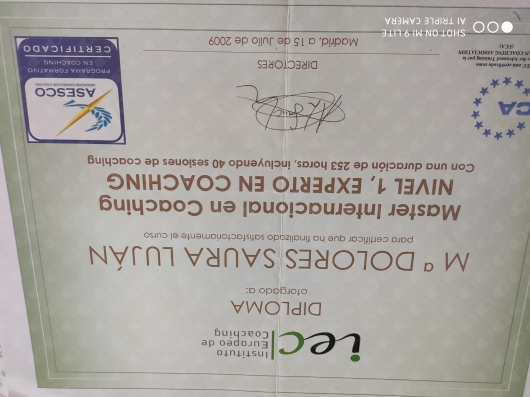 iec
Instituto
Europeo de
Coaching
DIPLOMA
otorgado a:
Mª DOLORES SAURA LUJÁN
para certificar que ha finalizado satisfactoriamente el curso
Master Internacional en Coaching
NIVEL 1, EXPERTO EN COACHING
Con una duración de 253 horas, incluyendo 40 sesiones de coaching
CA
ASESCO
PROGRAMA FORMATIVO
EN COACHING
CERTIFICADO
DIRECTORES
Madrid, a 15 de Julio de 2009
SHOT ON MI 9 LITE
AI TRIPLE CAMERA